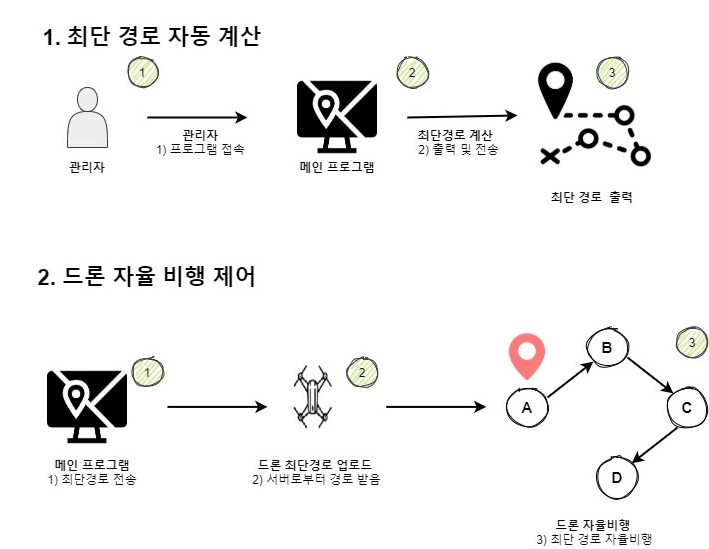 1. 최단 경로 자동 계산
1
2
3
관리자
1) 프로그램 접속
최단경로 계산
2) 출력 및 전송
관리자
메인 프로그램
최단 경로 출력
2. 드론 자율 비행 제어
1
2
3
A
B
C
D
메인 프로그램
1) 최단경로 전송
드론 최단경로 업로드
2) 서버로부터 경로 받음
드론 자율비행
3) 최단 경로 자율비행